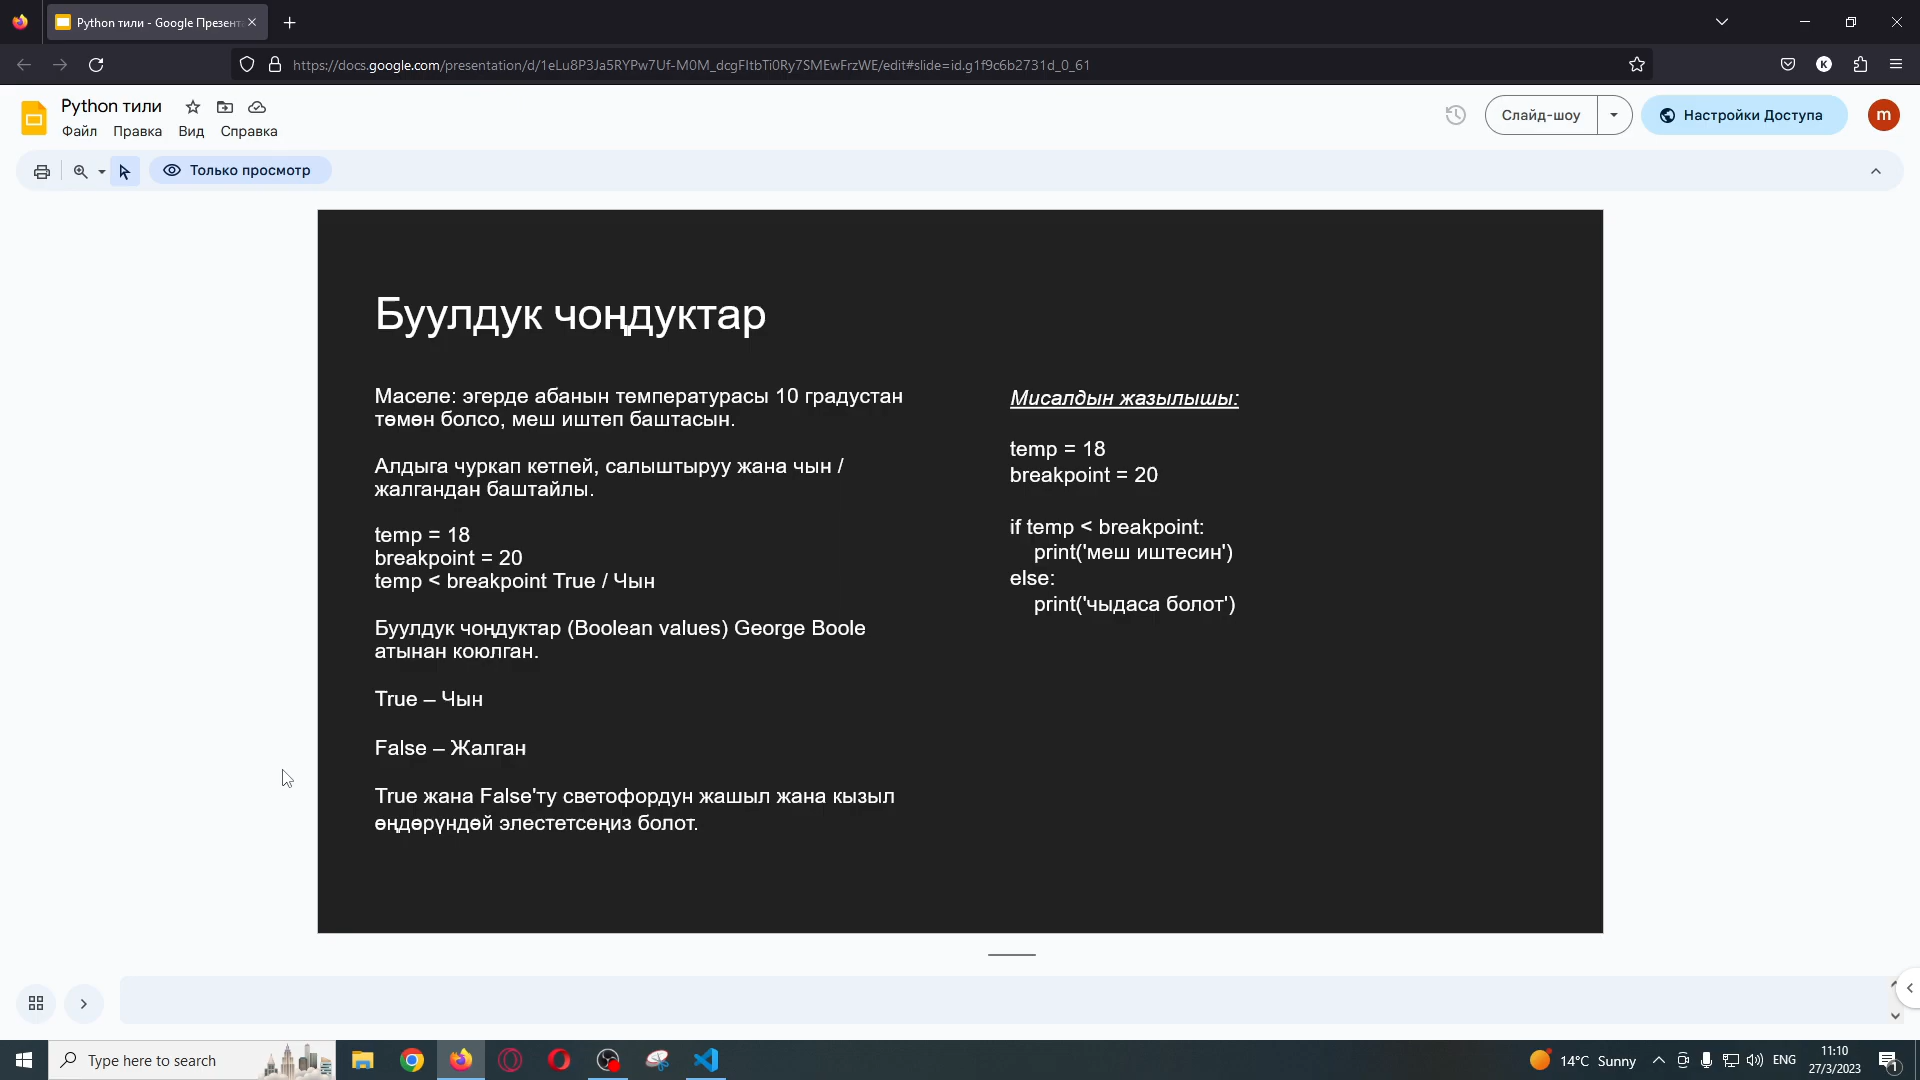 Python тили - Google Презент
https://docs.google.com/presentation/d/1eLu8P3Ja5RYPw7Uf-M0M_dcgFItbTi0Ry7SMEwFrzWE/edit#slide=id.g1f9c6b2731d_0_61
K
Python тили
Файл Правка Вид Справка
Слайд-шоу
Настройки Доступа
m
Только просмотр
Буулдук чоңдуктар
Маселе: эгерде абанын температурасы 10 градустан
төмөн болсо, меш иштеп баштасын.
Алдыга чуркап кетпей, салыштыруу жана чын /
жалгандан баштайлы.
temp = 18
breakpoint = 20
temp < breakpoint True / Чын
Буулдук чоңдуктар (Boolean values) George Boole
атынан коюлган.
True – Чын
False – Жалган
True жана False'ту светофордун жашыл жана кызыл
өңдөрүндөй элестетсеңиз болот.
Мисалдын жазылышы:
temp = 18
breakpoint = 20
if temp < breakpoint:
print('меш иштесин')
else:
print('чыдаса болот')
Type here to search
14°C Sunny
ENG
11:10
27/3/2023
1